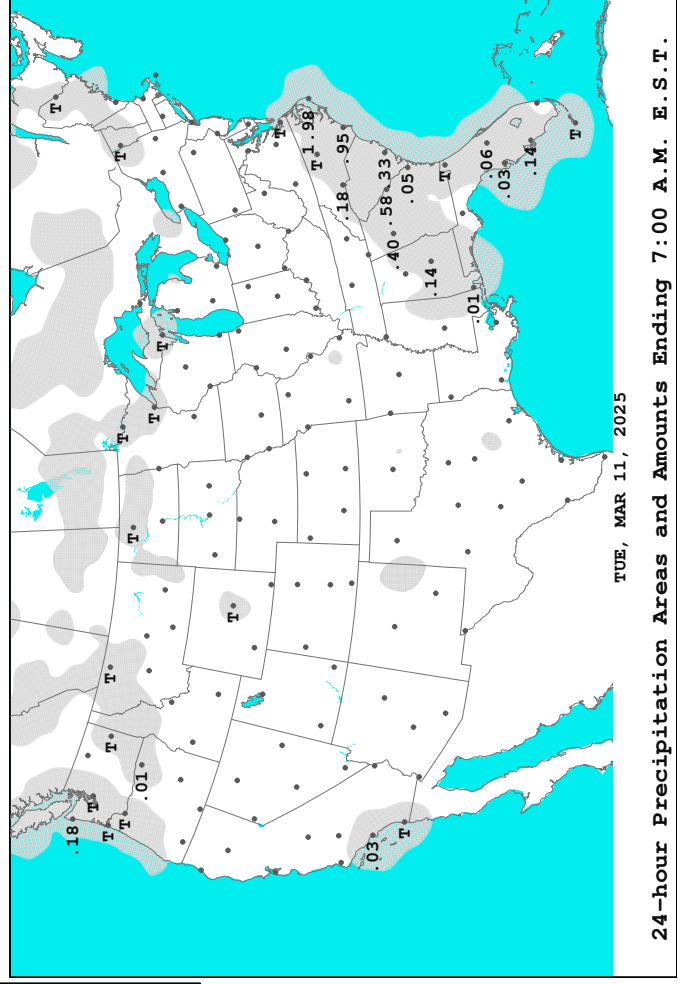 T
.18
T
T
T
T
T
T
T
T
.01
T
T
T
T
1.98
T
.18
.95
.03
.58
.33
.40
T
.05
.14
T
.01
.06
.03
.14
T
TUE, MAR 11, 2025
24-hour Precipitation Areas and Amounts Ending 7:00 A.M. E.S.T.